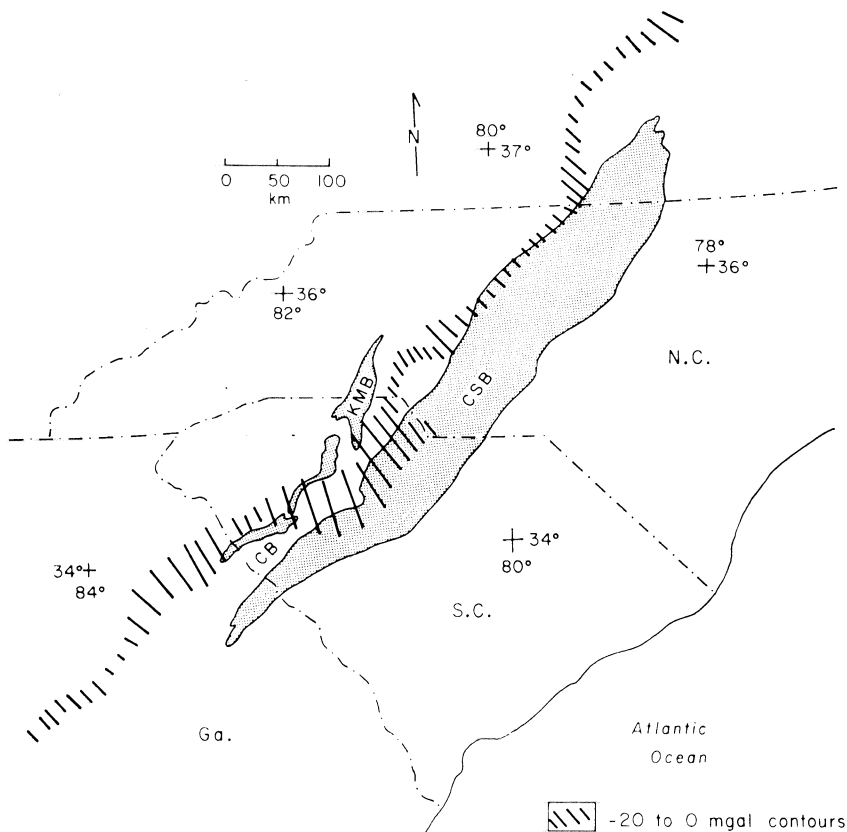 N
80°
+ 37°
0 50 100
km
78°
+ 36°
+ 36°
82°
N.C.
KMB
CSB
34° +
84°
ICB
+ 34°
80°
S.C.
Ga.
Atlantic
Ocean
-20 to 0 mgal contours